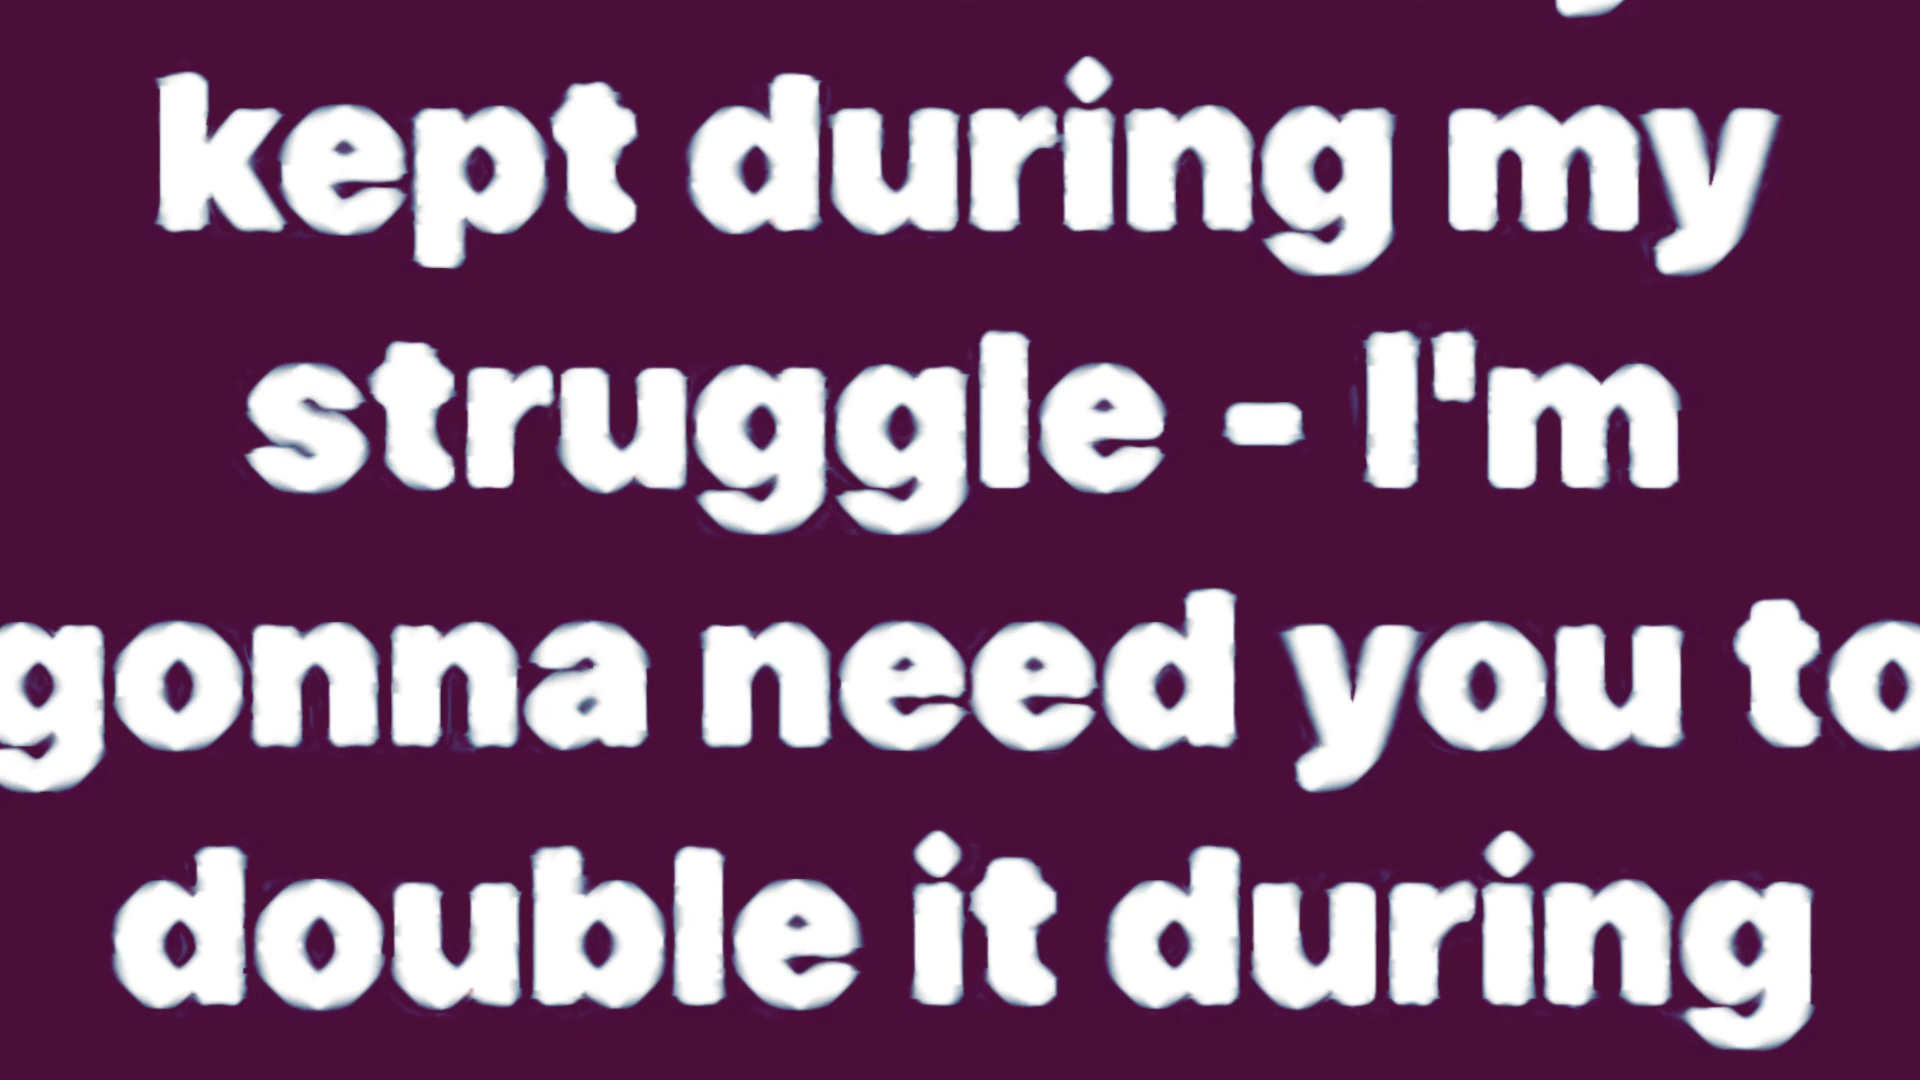 kept during my
struggle - I'm
gonna need you to
double it during